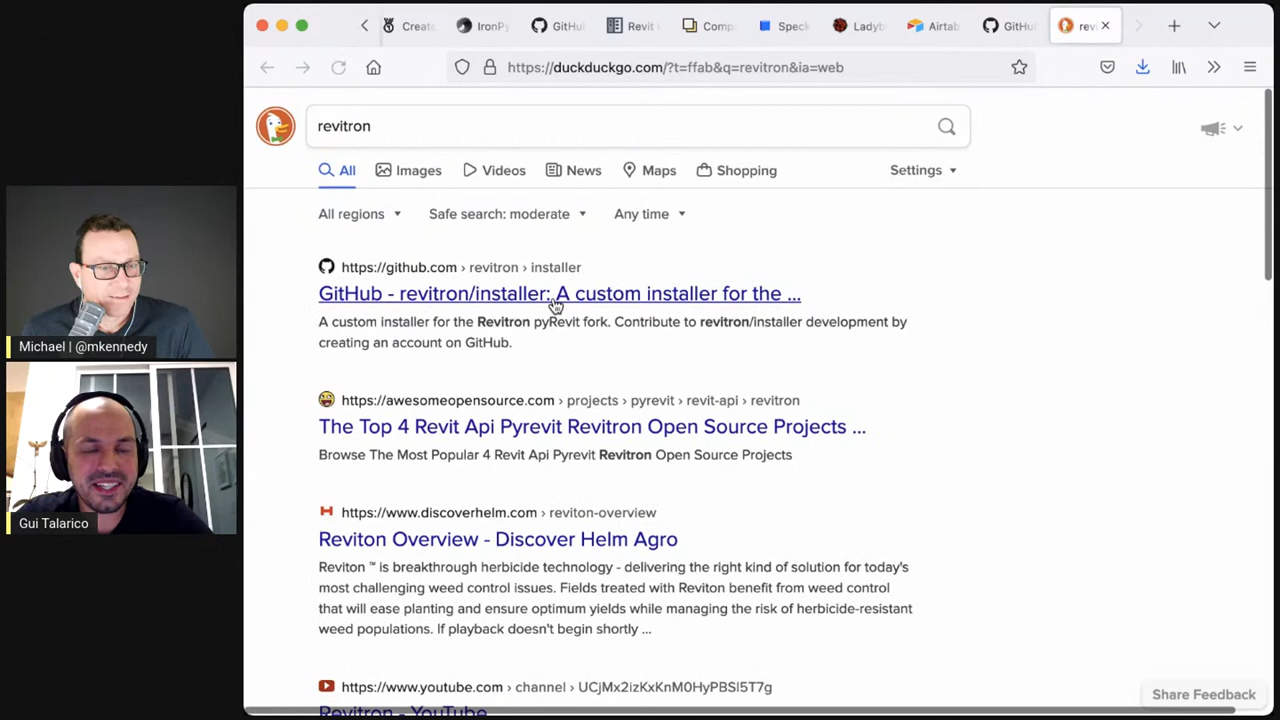 Create
IronPy
GitHu
Revit
Comp
Speck
Ladyb
Airtab
GitHu
revi
https://duckduckgo.com/?t=ffab&q=revitron&ia=web
revitron
All
Images
Videos
News
Maps
Shopping
Settings
All regions
Safe search: moderate
Any time
https://github.com › revitron › installer
GitHub - revitron/installer: A custom installer for the ...
A custom installer for the Revitron pyRevit fork. Contribute to revitron/installer development by
creating an account on GitHub.
https://awesomeopensource.com › projects › pyrevit › revit-api › revitron
The Top 4 Revit Api Pyrevit Revitron Open Source Projects ...
Browse The Most Popular 4 Revit Api Pyrevit Revitron Open Source Projects
https://www.discoverhelm.com › reviton-overview
Reviton Overview - Discover Helm Agro
Reviton ™ is breakthrough herbicide technology - delivering the right kind of solution for today's
most challenging weed control issues. Fields treated with Reviton benefit from weed control
that will ease planting and ensure optimum yields while managing the risk of herbicide-resistant
weed populations. If playback doesn't begin shortly ...
https://www.youtube.com › channel › UCjMx2izKxKnM0HyPBSI5T7g
Revitron - YouTube
Share Feedback
Michael | @mkennedy
Gui Talarico